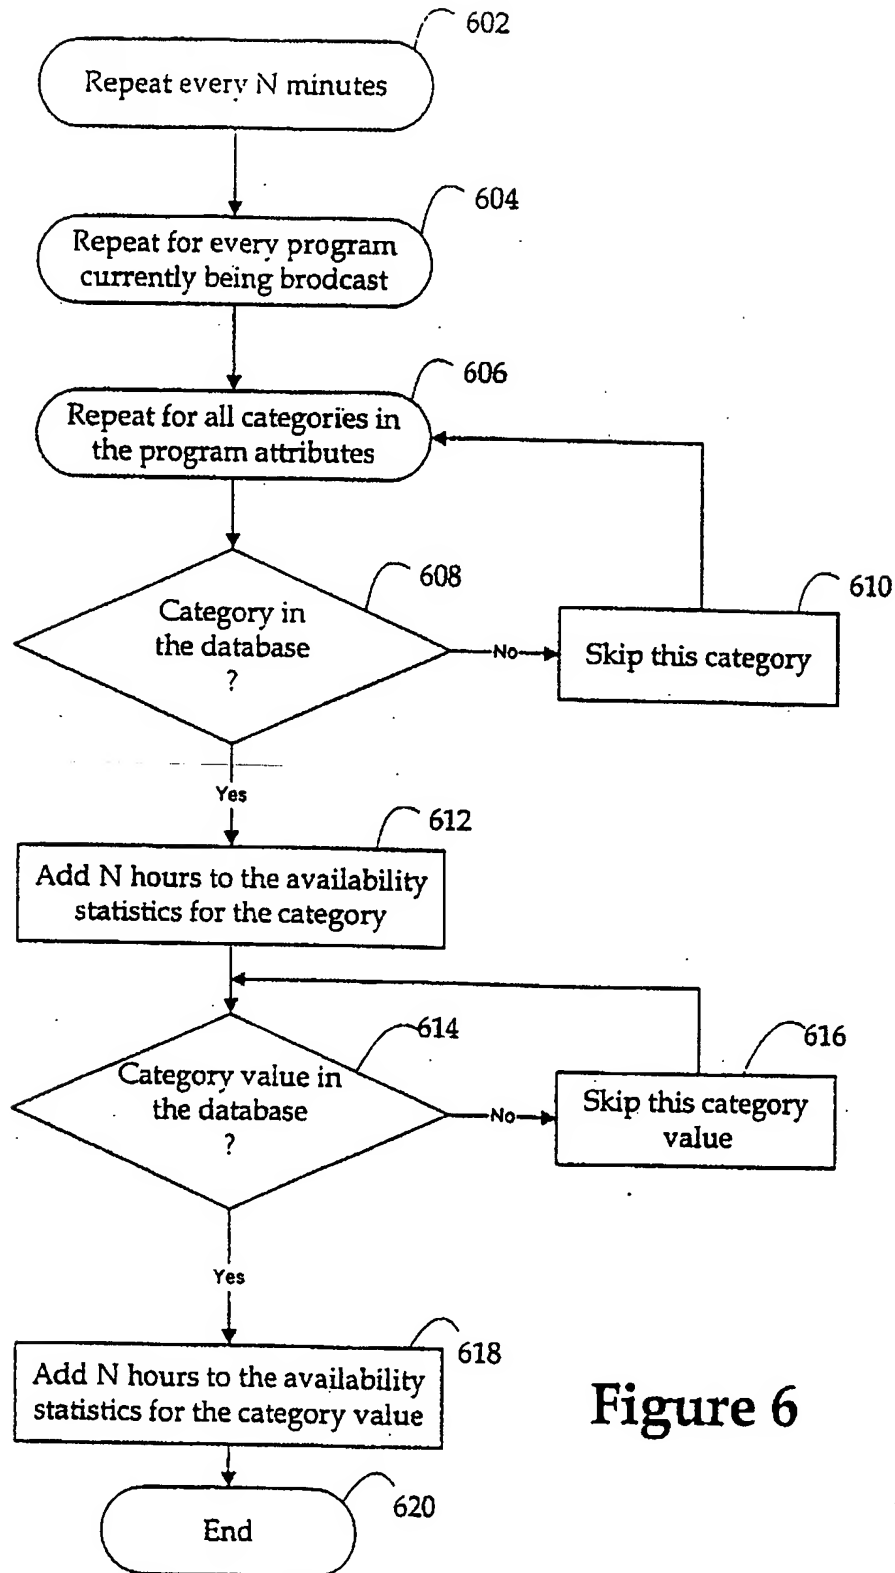 602
Repeat every N minutes
604
Repeat for every program
currently being brodcast
606
Repeat for all categories in
the program attributes
608
Category in
the database
?
No
610
Skip this category
Yes
612
Add N hours to the availability
statistics for the category
614
Category value in
the database
?
No
616
Skip this category
value
Yes
618
Add N hours to the availability
statistics for the category value
Figure 6
620
End